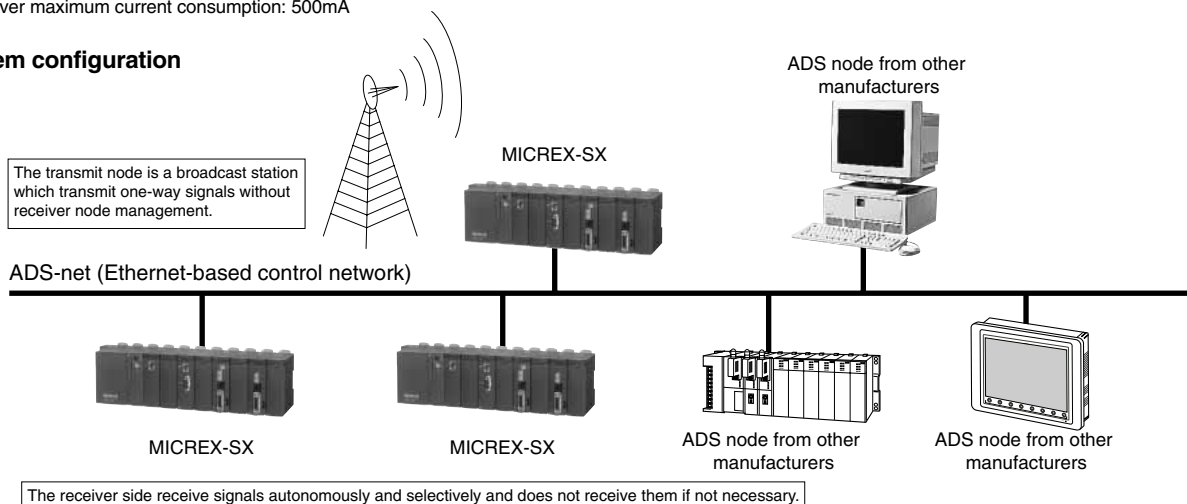 ver maximum current consumption: 500mA
em configuration
ADS node from other
manufacturers
MICREX-SX
The transmit node is a broadcast station
which transmit one-way signals without
receiver node management.
ADS-net (Ethernet-based control network)
MICREX-SX
MICREX-SX
ADS node from other
manufacturers
ADS node from other
manufacturers
The receiver side receive signals autonomously and selectively and does not receive them if not necessary.